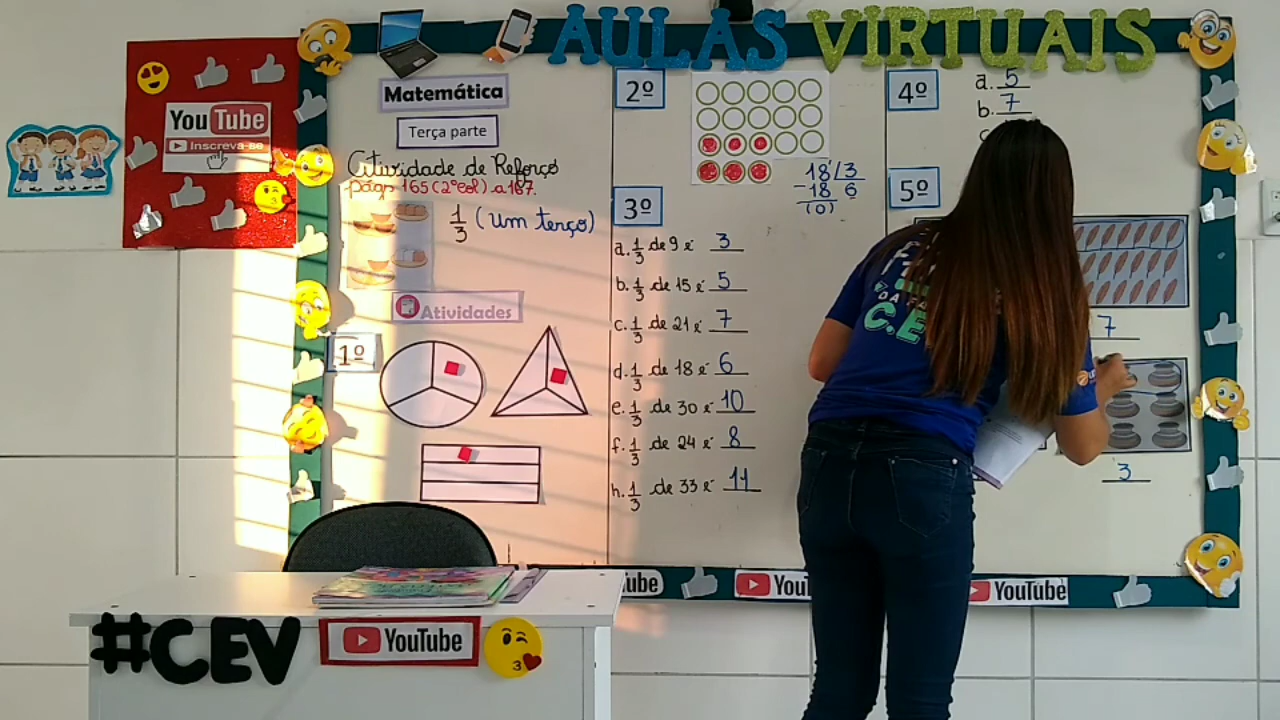 AULAS VIRTUAIS
YouTube
Inscreva-se
Matemática
Terça parte
Atividade de Reforço
pág 165 (2ª col) a 167.
1/3 (um terço)
Atividades
1º
2º
18 / 3
-18 6
(0)
3º
a. 1/3 de 9 é 3
b. 1/3 de 15 é 5
c. 1/3 de 21 é 7
d. 1/3 de 18 é 6
e. 1/3 de 30 é 10
f. 1/3 de 24 é 8
h. 1/3 de 33 é 11
4º
a. 5
b. 7
c
5º
7
3
C.E
ube
YouTube
#CEV
YouTube